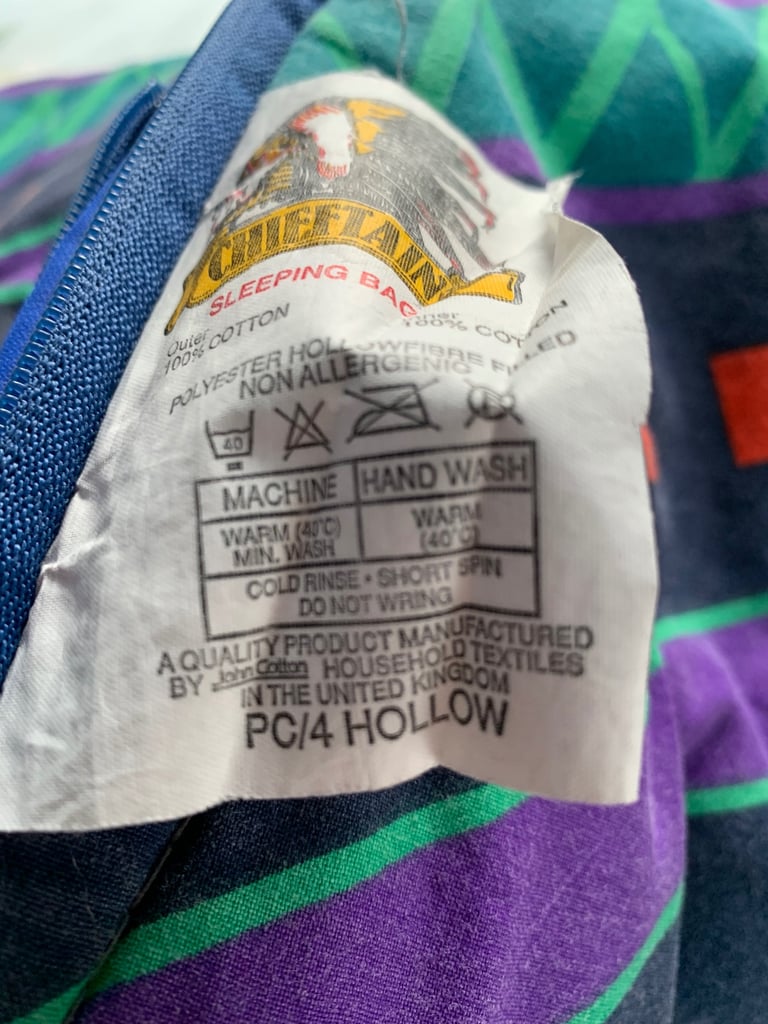 CHIEFTAIN
SLEEPING BAG
Outer
100% COTTON
Inner
100% COTTON
POLYESTER HOLLOWFIBRE FILLED
NON ALLERGENIC
40
MACHINE
HAND WASH
WARM (40°C)
MIN. WASH
WARM
(40°C)
COLD RINSE • SHORT SPIN
DO NOT WRING
A QUALITY PRODUCT MANUFACTURED
BY John Cotton HOUSEHOLD TEXTILES
IN THE UNITED KINGDOM
PC/4 HOLLOW